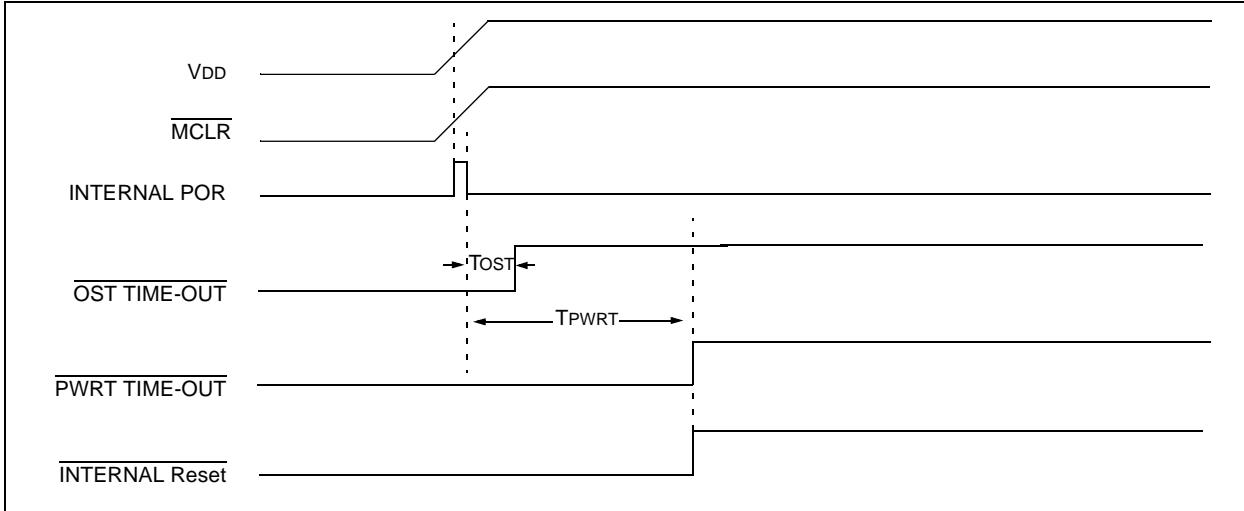 VDD
MCLR
INTERNAL POR
TOST
OST TIME-OUT
TPWRT
PWRT TIME-OUT
INTERNAL Reset